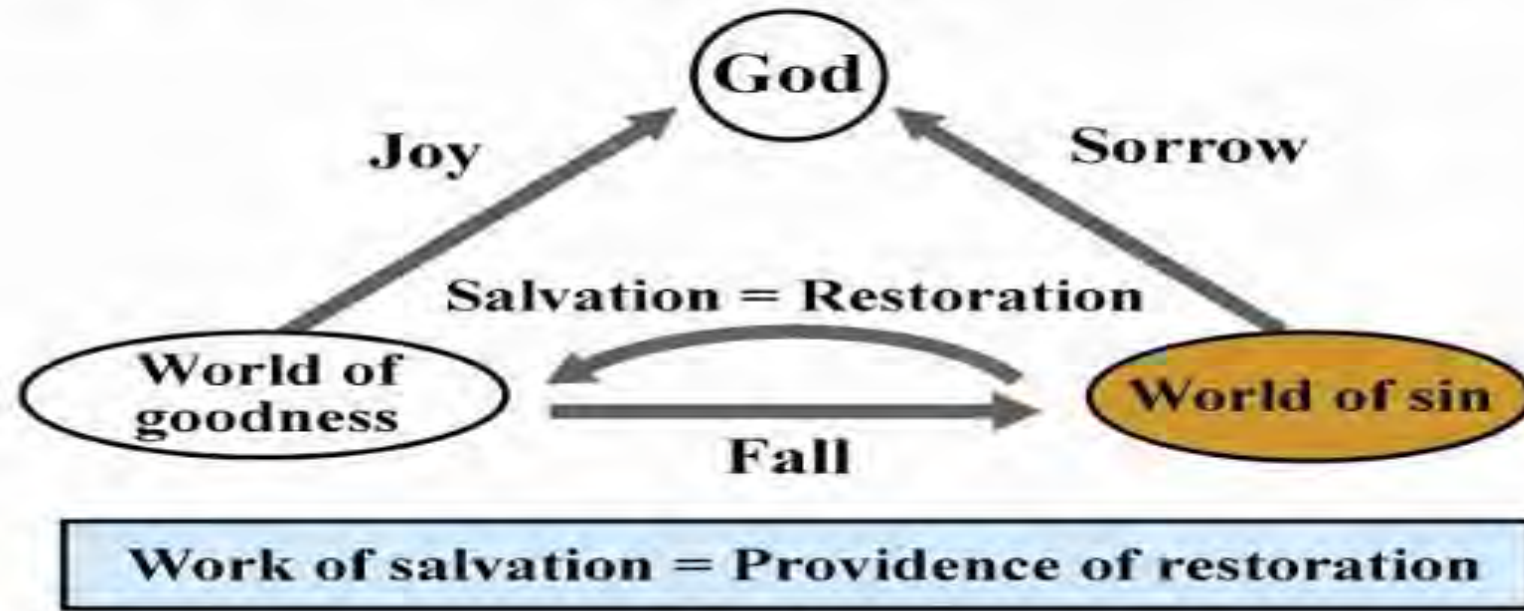 God
Joy
Sorrow
Salvation = Restoration
World of
goodness
World of sin
Fall
Work of salvation = Providence of restoration